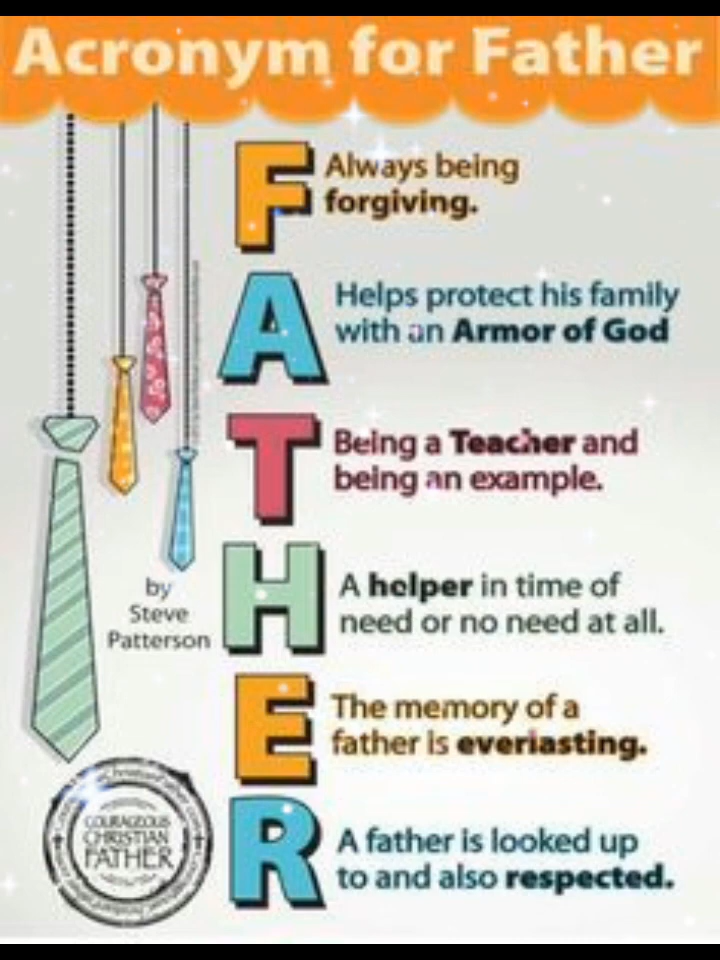 Acronym for Father
F
Always being
forgiving.
A
Helps protect his family
with an Armor of God
T
Being a Teacher and
being an example.
H
A helper in time of
need or no need at all.
by
Steve
Patterson
E
The memory of a
father is everlasting.
R
A father is looked up
to and also respected.
COURAGEOUS
CHRISTIAN
FATHER